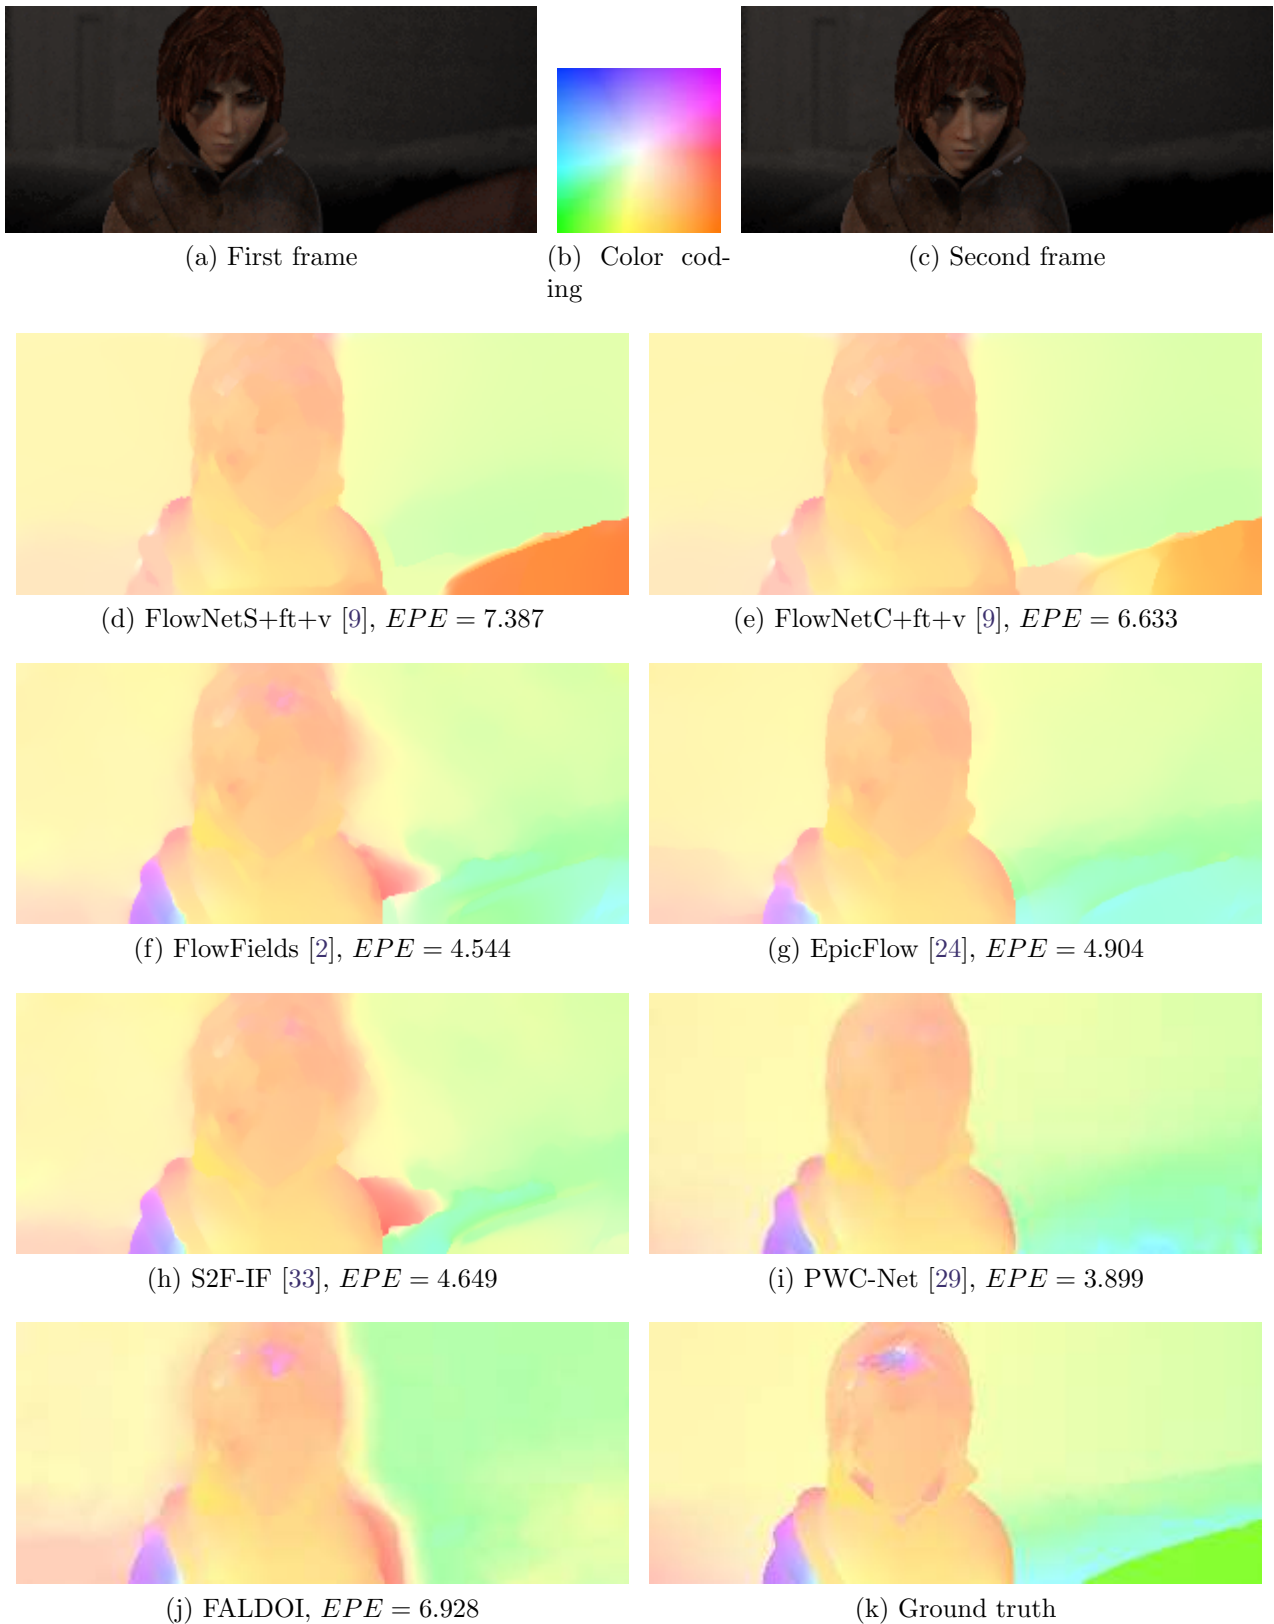 (a) First frame
(b) Color cod-
ing
(c) Second frame
(d) FlowNetS+ft+v [9], EPE = 7.387
(e) FlowNetC+ft+v [9], EPE = 6.633
(f) FlowFields [2], EPE = 4.544
(g) EpicFlow [24], EPE = 4.904
(h) S2F-IF [33], EPE = 4.649
(i) PWC-Net [29], EPE = 3.899
(j) FALDOI, EPE = 6.928
(k) Ground truth